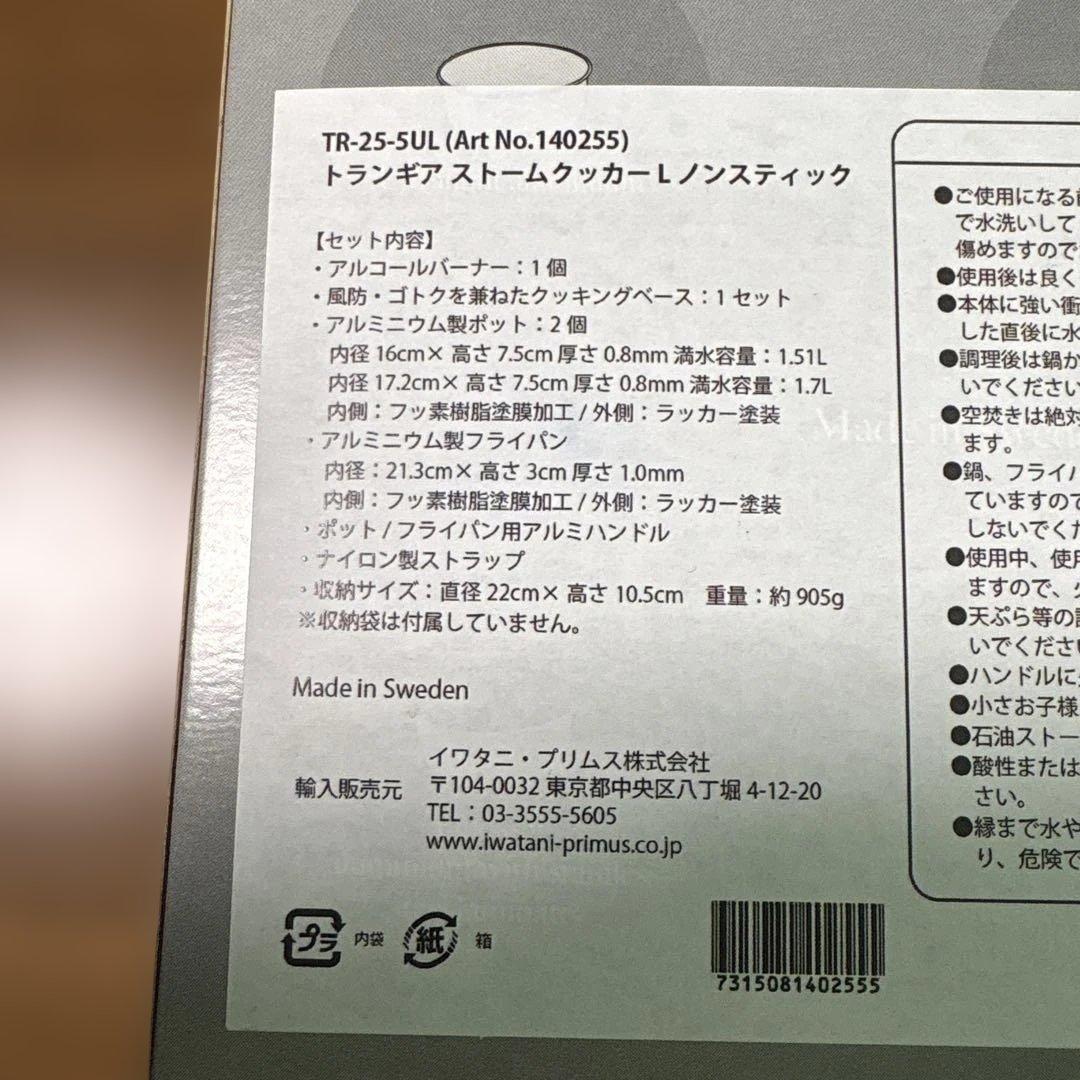 TR-25-5UL (Art No.140255)
トランギア ストームクッカー L ノンスティック
【セット内容】
・アルコールバーナー：1 個
・風防・ゴトクを兼ねたクッキングベース：1 セット
・アルミニウム製ポット：2 個
内径 16cm× 高さ 7.5cm 厚さ 0.8mm 満水容量：1.51L
内径 17.2cm× 高さ 7.5cm 厚さ 0.8mm 満水容量：1.7L
内側：フッ素樹脂塗膜加工 / 外側：ラッカー塗装
・アルミニウム製フライパン
内径：21.3cm× 高さ 3cm 厚さ 1.0mm
内側：フッ素樹脂塗膜加工 / 外側：ラッカー塗装
・ポット / フライパン用アルミハンドル
・ナイロン製ストラップ
・収納サイズ：直径 22cm× 高さ 10.5cm 重量：約 905g
※収納袋は付属していません。
Made in Sweden
輸入販売元
イワタニ・プリムス株式会社
〒104-0032 東京都中央区八丁堀 4-12-20
TEL：03-3555-5605
www.iwatani-primus.co.jp
プラ 内袋 紙 箱
7315081402555
●ご使用になる前
で水洗いして
傷めますので
●使用後は良く
●本体に強い衝
した直後に水
●調理後は鍋か
いでください
●空焚きは絶対
ます。
●鍋、フライパ
ていますので
しないでくだ
●使用中、使用
ますので、
●天ぷら等の
いでください
●ハンドルに
●小さお子様
●石油ストー
●酸性または
さい。
●縁まで水や
り、危険で
Made in Sweden